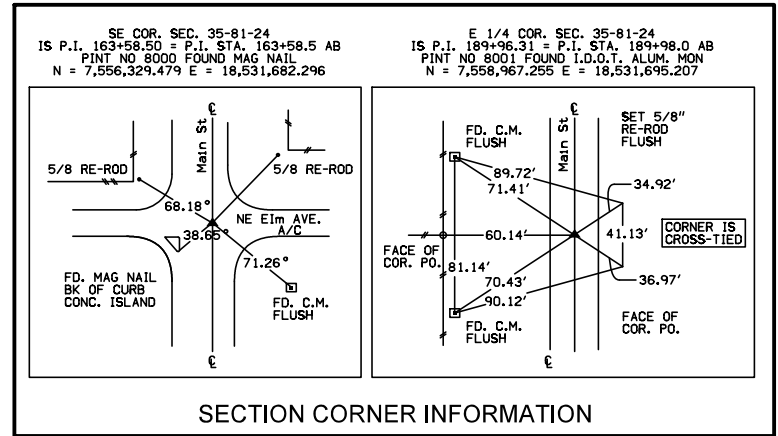 SE COR. SEC. 35-81-24
IS P.I. 163+58.50 = P.I. STA. 163+58.5 AB
PINT NO 8000 FOUND MAG NAIL
N = 7,556,329.479 E = 18,531,682.296
℄
Main St
5/8 RE-ROD
5/8 RE-ROD
68.18°
NE Elm AVE.
A/C
38.65°
71.26°
FD. MAG NAIL
BK OF CURB
CONC. ISLAND
FD. C.M.
FLUSH
℄
E 1/4 COR. SEC. 35-81-24
IS P.I. 189+96.31 = P.I. STA. 189+98.0 AB
PINT NO 8001 FOUND I.D.O.T. ALUM. MON
N = 7,558,967.255 E = 18,531,695.207
℄
Main St
SET 5/8"
RE-ROD
FLUSH
FD. C.M.
FLUSH
89.72'
71.41'
34.92'
60.14'
41.13'
CORNER IS
CROSS-TIED
FACE OF
COR. PO.
81.14'
70.43'
90.12'
36.97'
FD. C.M.
FLUSH
FACE OF
COR. PO.
℄
SECTION CORNER INFORMATION